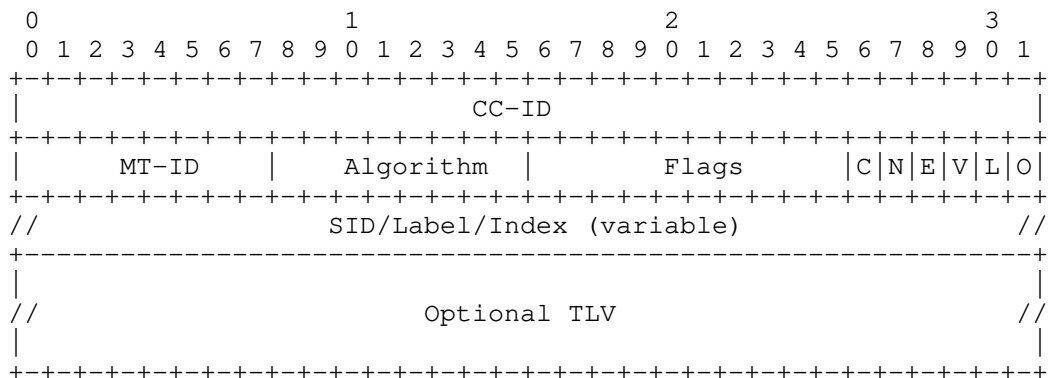 0                   1                   2                   3
 0 1 2 3 4 5 6 7 8 9 0 1 2 3 4 5 6 7 8 9 0 1 2 3 4 5 6 7 8 9 0 1
+-+-+-+-+-+-+-+-+-+-+-+-+-+-+-+-+-+-+-+-+-+-+-+-+-+-+-+-+-+-+-+-+
|                            CC-ID                              |
+-+-+-+-+-+-+-+-+-+-+-+-+-+-+-+-+-+-+-+-+-+-+-+-+-+-+-+-+-+-+-+-+
|      MT-ID    |    Algorithm  |        Flags      |C|N|E|V|L|O|
+-+-+-+-+-+-+-+-+-+-+-+-+-+-+-+-+-+-+-+-+-+-+-+-+-+-+-+-+-+-+-+-+
//                SID/Label/Index (variable)                   //
+---------------------------------------------------------------+
|                                                               |
//                        Optional TLV                         //
|                                                               |
+-+-+-+-+-+-+-+-+-+-+-+-+-+-+-+-+-+-+-+-+-+-+-+-+-+-+-+-+-+-+-+-+